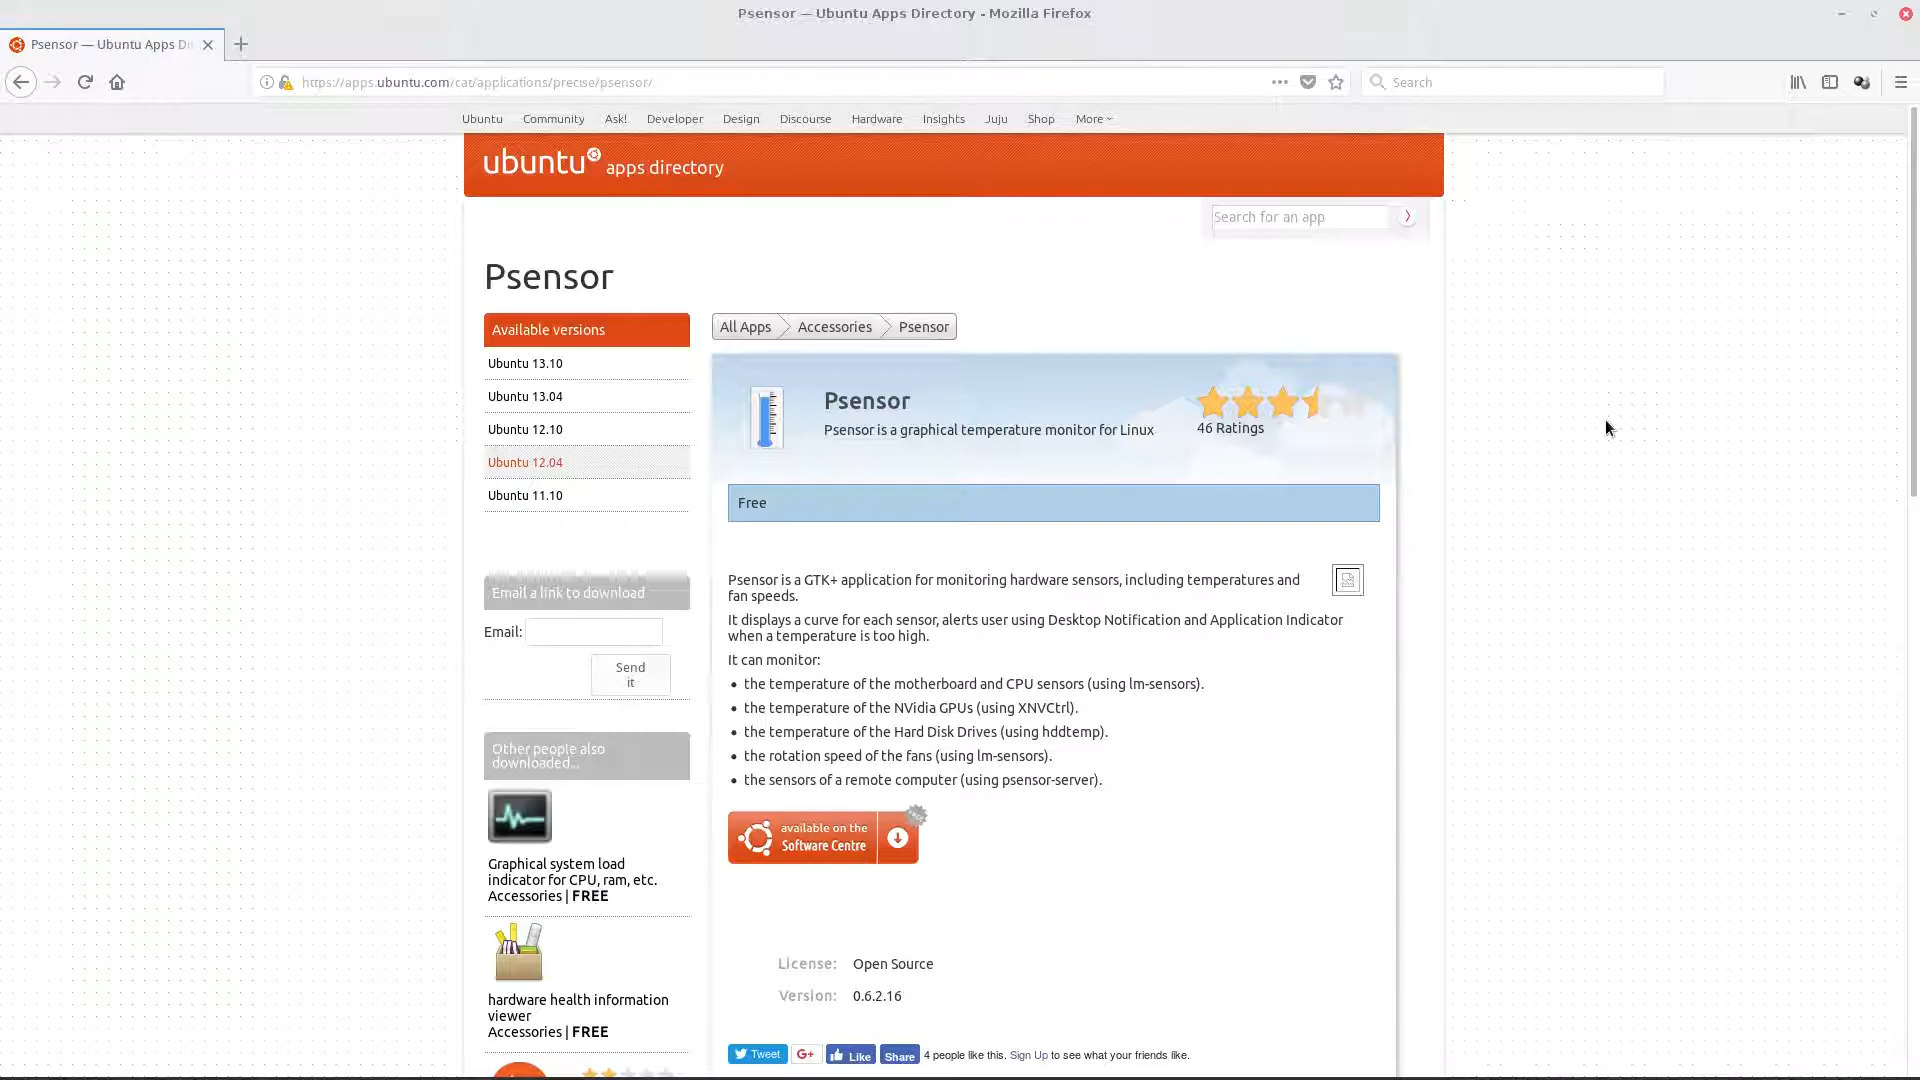 Psensor — Ubuntu Apps Directory - Mozilla Firefox
Psensor — Ubuntu Apps Di
https://apps.ubuntu.com/cat/applications/precise/psensor/
Search
Ubuntu Community Ask! Developer Design Discourse Hardware Insights Juju Shop More
ubuntu apps directory
Search for an app
Psensor
Available versions
Ubuntu 13.10
Ubuntu 13.04
Ubuntu 12.10
Ubuntu 12.04
Ubuntu 11.10
Email a link to download
Email:
Send
it
Other people also
downloaded...
Graphical system load
indicator for CPU, ram, etc.
Accessories | FREE
hardware health information
viewer
Accessories | FREE
All Apps Accessories Psensor
Psensor
Psensor is a graphical temperature monitor for Linux
46 Ratings
Free
Psensor is a GTK+ application for monitoring hardware sensors, including temperatures and
fan speeds.
It displays a curve for each sensor, alerts user using Desktop Notification and Application Indicator
when a temperature is too high.
It can monitor:
• the temperature of the motherboard and CPU sensors (using lm-sensors).
• the temperature of the NVidia GPUs (using XNVCtrl).
• the temperature of the Hard Disk Drives (using hddtemp).
• the rotation speed of the fans (using lm-sensors).
• the sensors of a remote computer (using psensor-server).
available on the
Software Centre
FREE
License: Open Source
Version: 0.6.2.16
Tweet G+ Like Share 4 people like this. Sign Up to see what your friends like.